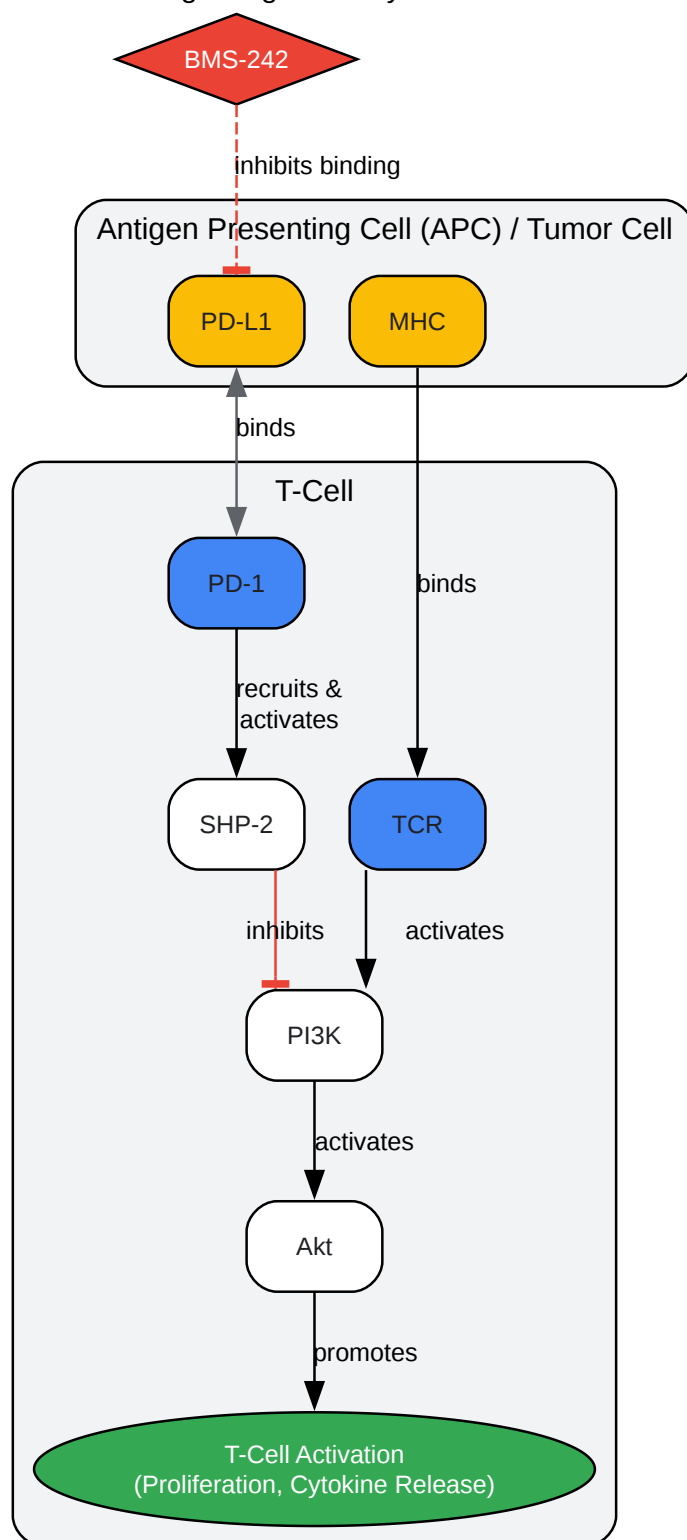 BMS-242
inhibits binding
Antigen Presenting Cell (APC) / Tumor Cell
PD-L1
MHC
binds
T-Cell
PD-1
binds
recruits &
activates
SHP-2
TCR
inhibits
activates
PI3K
activates
Akt
promotes
T-Cell Activation
(Proliferation, Cytokine Release)